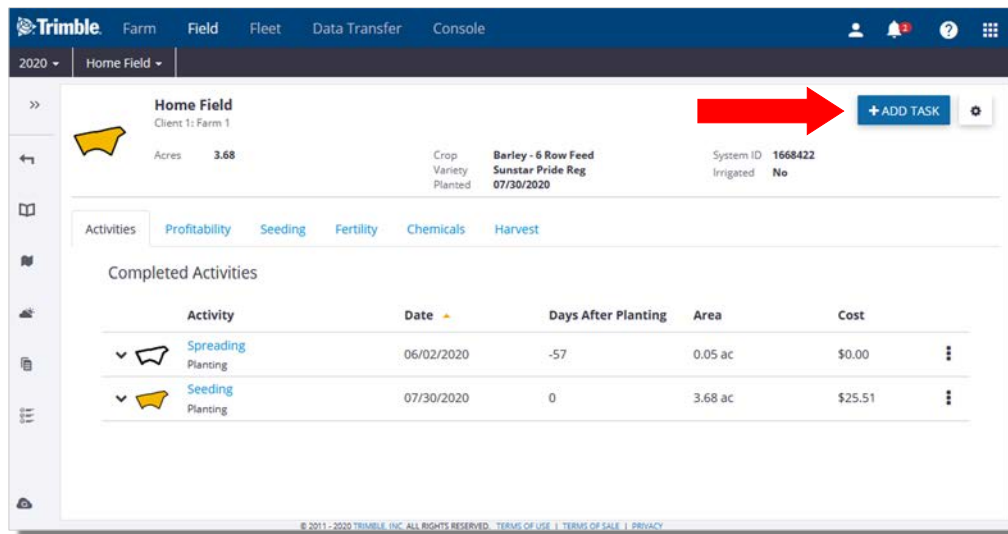 Trimble. Farm Field Fleet Data Transfer Console
2020 Home Field
Home Field
Client 1: Farm 1
+ ADD TASK
Acres 3.68 Crop Barley - 6 Row Feed System ID 1668422
Variety Sunstar Pride Reg Irrigated No
Planted 07/30/2020
Activities Profitability Seeding Fertility Chemicals Harvest
Completed Activities
Activity Date Days After Planting Area Cost
Spreading 06/02/2020 -57 0.05 ac $0.00
Planting
Seeding 07/30/2020 0 3.68 ac $25.51
Planting
© 2011 - 2020 TRIMBLE, INC. ALL RIGHTS RESERVED. TERMS OF USE | TERMS OF SALE | PRIVACY